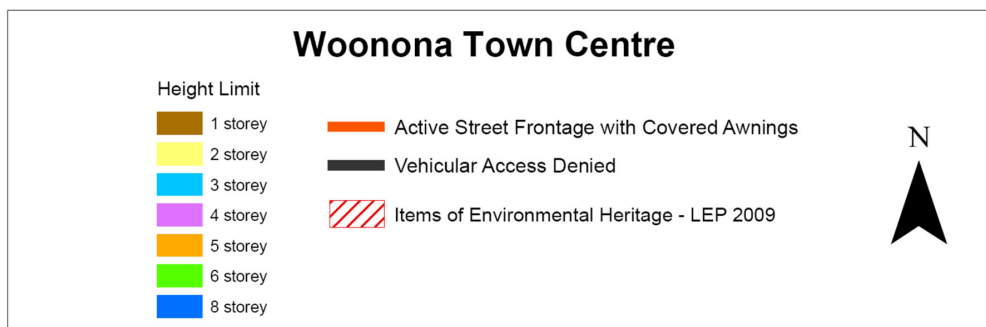 Woonona Town Centre
Height Limit
1 storey
2 storey
3 storey
4 storey
5 storey
6 storey
8 storey
Active Street Frontage with Covered Awnings
Vehicular Access Denied
Items of Environmental Heritage - LEP 2009
N